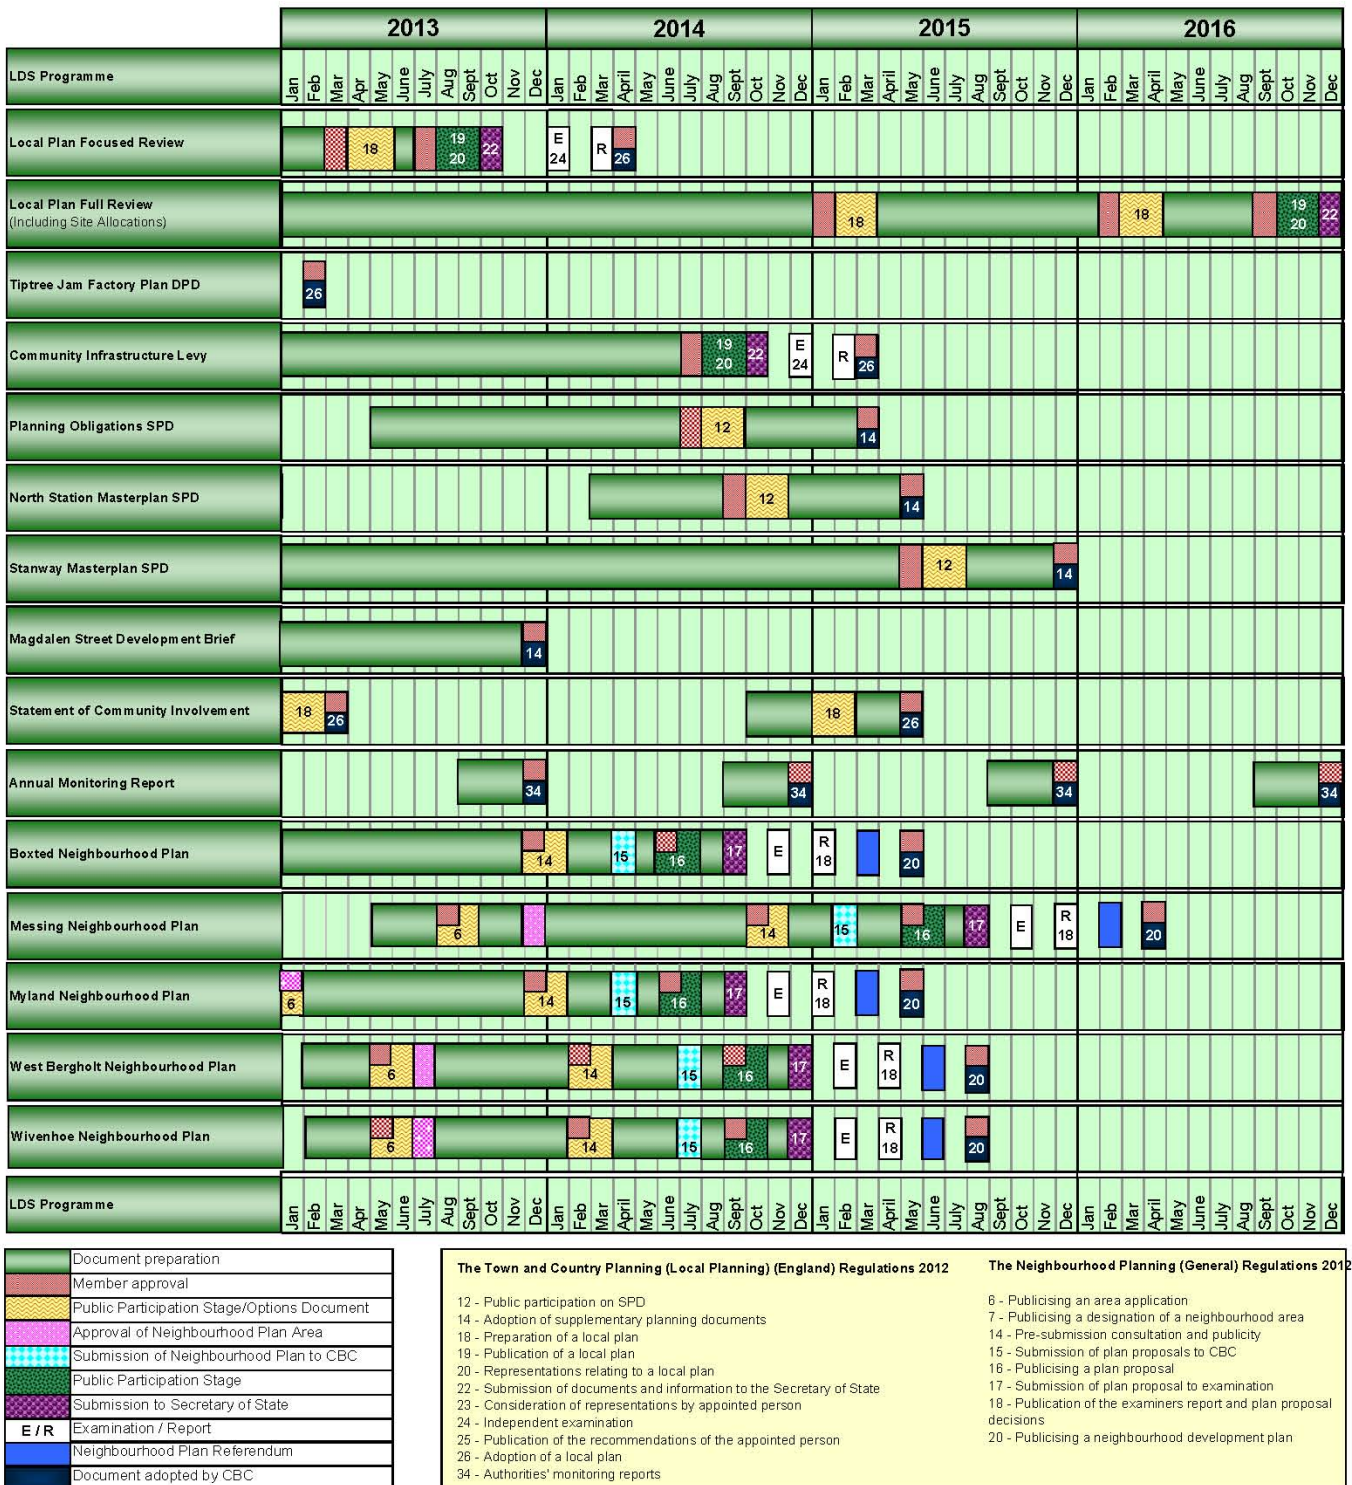 2013 2014 2015 2016
LDS Programme Jan Feb Mar Apr May June July Aug Sept Oct Nov Dec Jan Feb Mar April May June July Aug Sept Oct Nov Dec Jan Feb Mar April May June July Aug Sept Oct Nov Dec Jan Feb Mar April May June July Aug Sept Oct Nov Dec
Local Plan Focused Review 18 19 20 22 E 24 R 26
Local Plan Full Review
(Including Site Allocations) 18 18 19 20 22
Tiptree Jam Factory Plan DPD 26
Community Infrastructure Levy 19 20 22 E 24 R 26
Planning Obligations SPD 12 14
North Station Masterplan SPD 12 14
Stanway Masterplan SPD 12 14
Magdalen Street Development Brief 14
Statement of Community Involvement 18 26 18 26
Annual Monitoring Report 34 34 34 34
Boxted Neighbourhood Plan 14 15 16 17 E R 18 20
Messing Neighbourhood Plan 6 14 15 16 17 E R 18 20
Myland Neighbourhood Plan 6 14 15 16 17 E R 18 20
West Bergholt Neighbourhood Plan 6 14 15 16 17 E R 18 20
Wivenhoe Neighbourhood Plan 6 14 15 16 17 E R 18 20
LDS Programme Jan Feb Mar Apr May June July Aug Sept Oct Nov Dec Jan Feb Mar April May June July Aug Sept Oct Nov Dec Jan Feb Mar April May June July Aug Sept Oct Nov Dec Jan Feb Mar April May June July Aug Sept Oct Nov Dec
Document preparation
Member approval
Public Participation Stage/Options Document
Approval of Neighbourhood Plan Area
Submission of Neighbourhood Plan to CBC
Public Participation Stage
Submission to Secretary of State
E / R Examination / Report
Neighbourhood Plan Referendum
Document adopted by CBC
The Town and Country Planning (Local Planning) (England) Regulations 2012
12 - Public participation on SPD
14 - Adoption of supplementary planning documents
18 - Preparation of a local plan
19 - Publication of a local plan
20 - Representations relating to a local plan
22 - Submission of documents and information to the Secretary of State
23 - Consideration of representations by appointed person
24 - Independent examination
25 - Publication of the recommendations of the appointed person
26 - Adoption of a local plan
34 - Authorities' monitoring reports
The Neighbourhood Planning (General) Regulations 2012
6 - Publicising an area application
7 - Publicising a designation of a neighbourhood area
14 - Pre-submission consultation and publicity
15 - Submission of plan proposals to CBC
16 - Publicising a plan proposal
17 - Submission of plan proposal to examination
18 - Publication of the examiners report and plan proposal
decisions
20 - Publicising a neighbourhood development plan